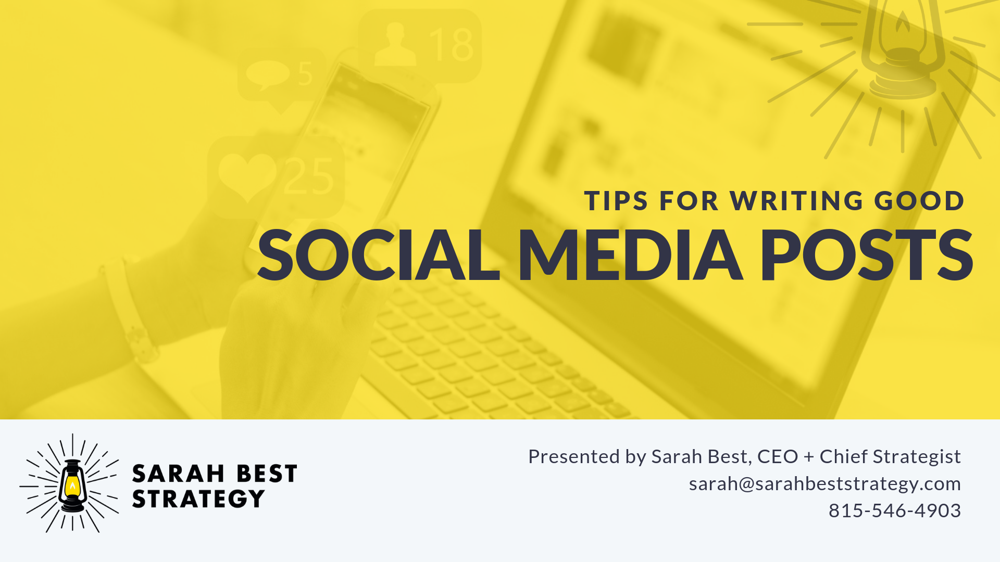 18
5
25
TIPS FOR WRITING GOOD
SOCIAL MEDIA POSTS
SARAH BEST
STRATEGY
Presented by Sarah Best, CEO + Chief Strategist
sarah@sarahbeststrategy.com
815-546-4903